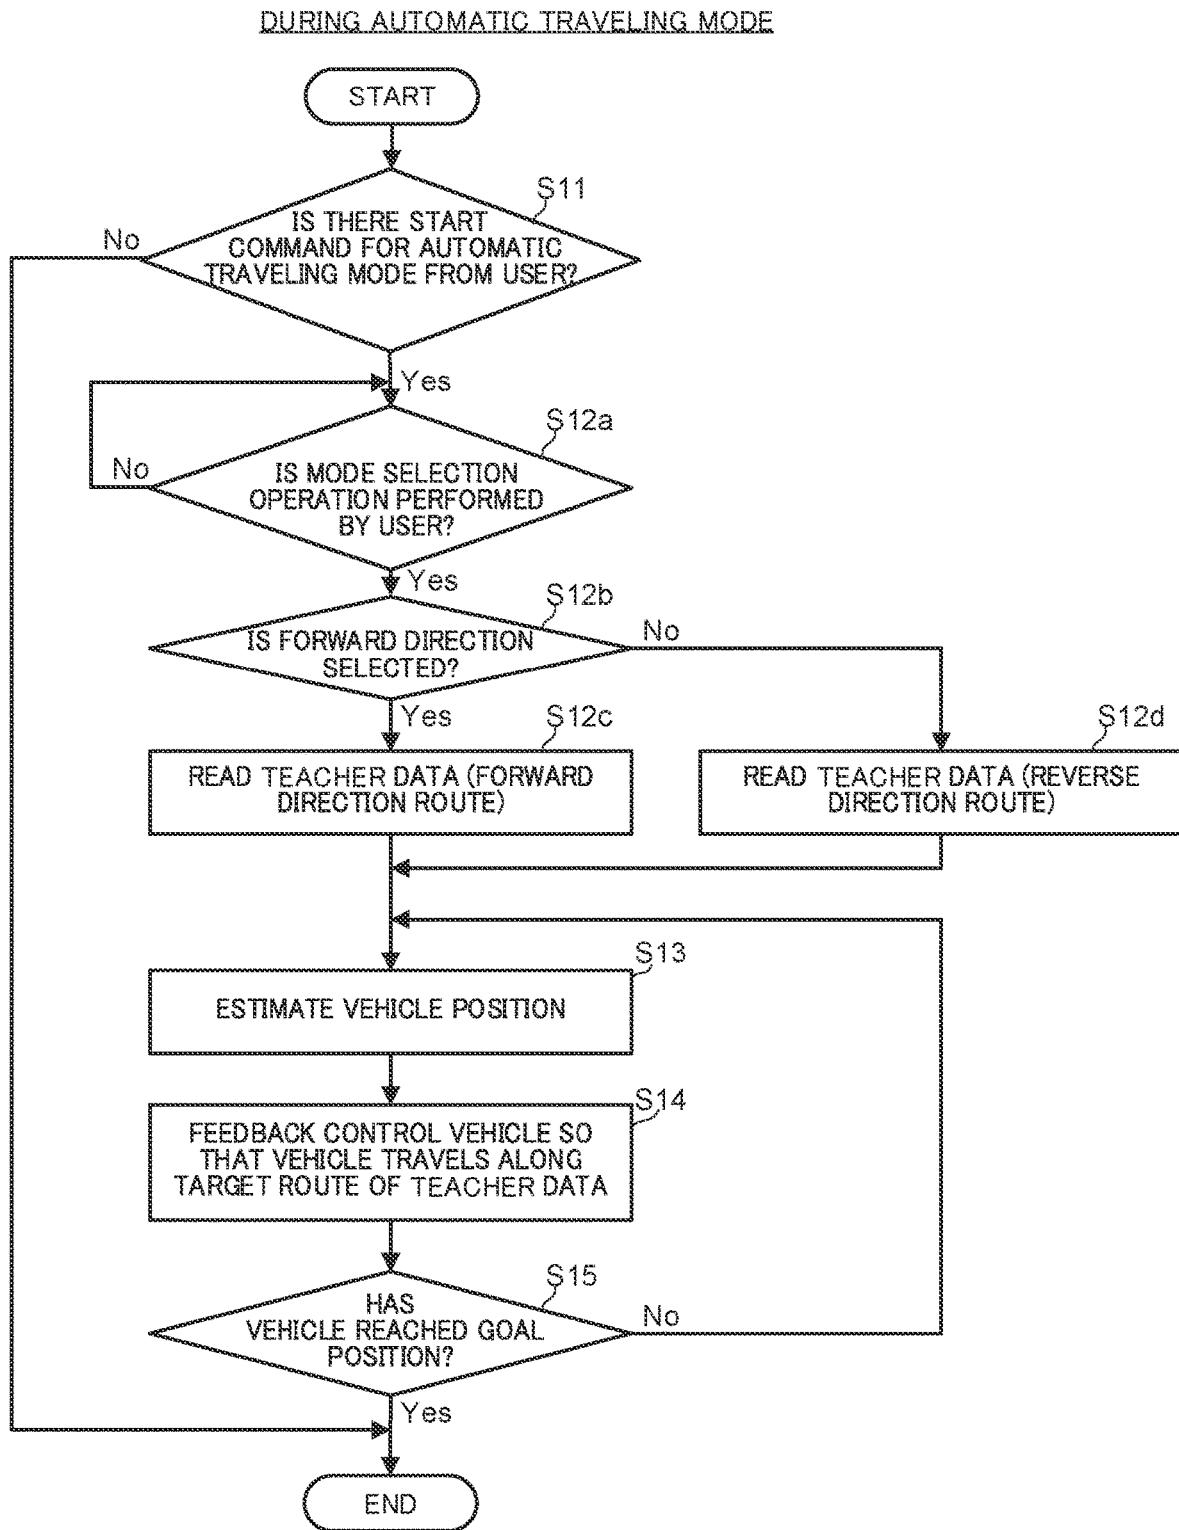 DURING AUTOMATIC TRAVELING MODE
START
S11
IS THERE START
COMMAND FOR AUTOMATIC
TRAVELING MODE FROM USER?
No
Yes
S12a
IS MODE SELECTION
OPERATION PERFORMED
BY USER?
No
Yes
S12b
IS FORWARD DIRECTION
SELECTED?
No
Yes
S12c
READ TEACHER DATA (FORWARD
DIRECTION ROUTE)
S12d
READ TEACHER DATA (REVERSE
DIRECTION ROUTE)
S13
ESTIMATE VEHICLE POSITION
S14
FEEDBACK CONTROL VEHICLE SO
THAT VEHICLE TRAVELS ALONG
TARGET ROUTE OF TEACHER DATA
S15
HAS
VEHICLE REACHED GOAL
POSITION?
No
Yes
END